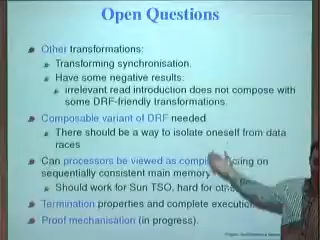 Open Questions
Other transformations:
Transforming synchronisation.
Have some negative results:
irrelevant read introduction does not compose with
some DRF-friendly transformations.
Composable variant of DRF needed
There should be a way to isolate oneself from data
races
Can processors be viewed as on
sequentially consistent main memory
Should work for Sun TSO, hard for
Termination properties and complete
Proof mechanisation (in progress).